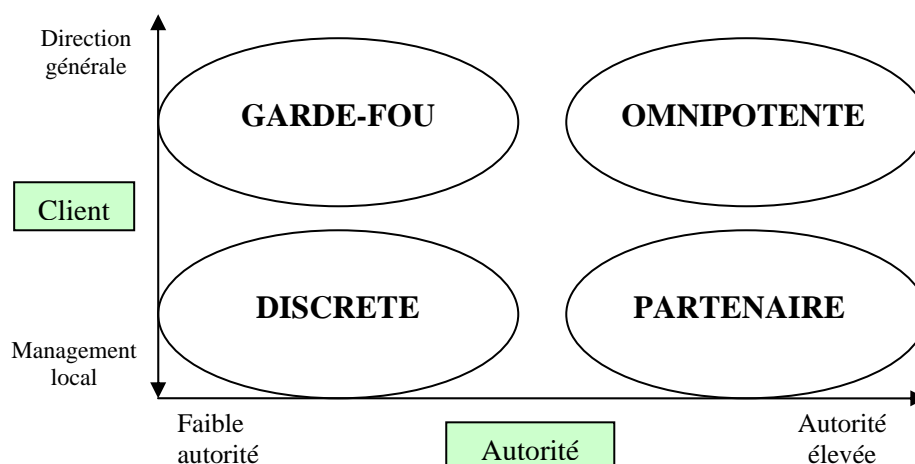 Direction
générale
GARDE-FOU
OMNIPOTENTE
Client
DISCRETE
PARTENAIRE
Management
local
Faible
autorité
Autorité
Autorité
élevée